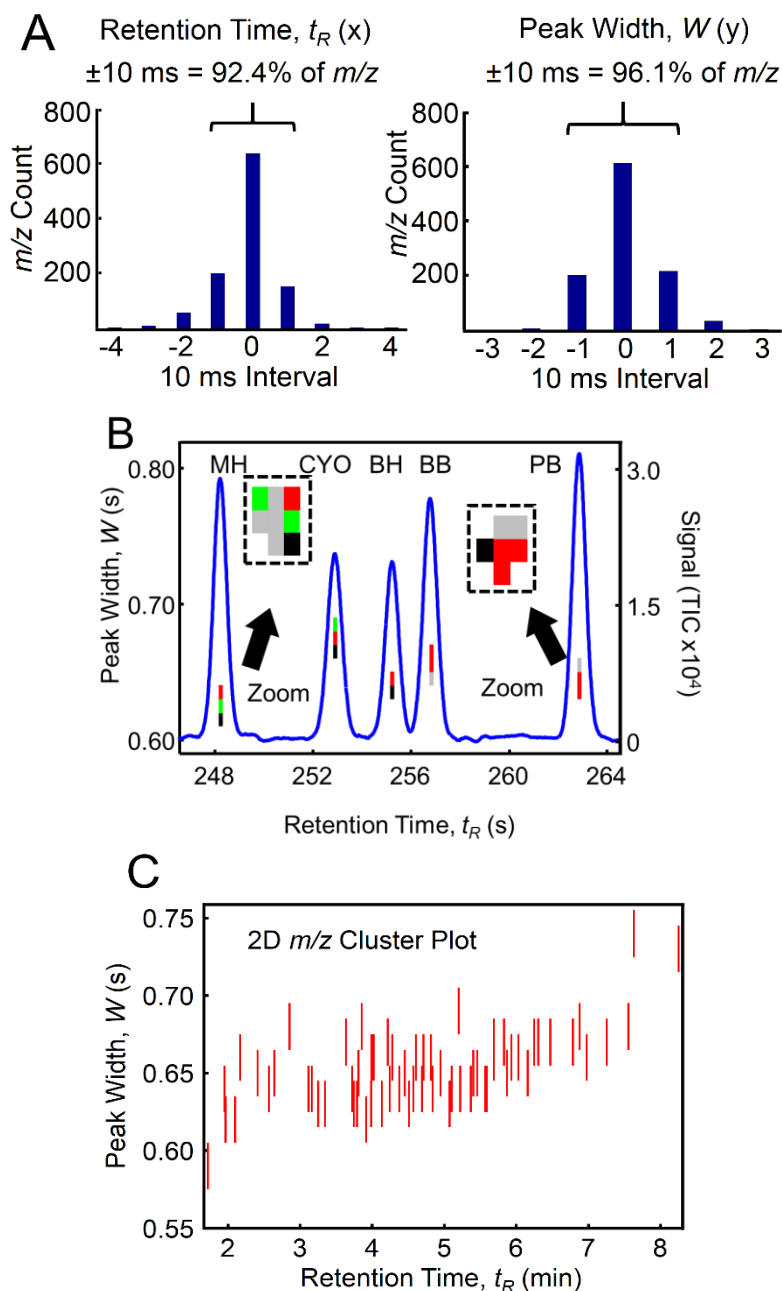 A
Retention Time, tR (x)
±10 ms = 92.4% of m/z
800
600
400
200
m/z Count
-4 -2 0 2 4
10 ms Interval
Peak Width, W (y)
±10 ms = 96.1% of m/z
800
600
400
200
m/z Count
-3 -2 -1 0 1 2 3
10 ms Interval
B
MH CYO BH BB PB
0.80
0.70
0.60
Peak Width, W (s)
3.0
1.5
0
Signal (TIC x10⁴)
Zoom
Zoom
248 252 256 260 264
Retention Time, tR (s)
C
2D m/z Cluster Plot
0.75
0.70
0.65
0.60
0.55
Peak Width, W (s)
2 3 4 5 6 7 8
Retention Time, tR (min)